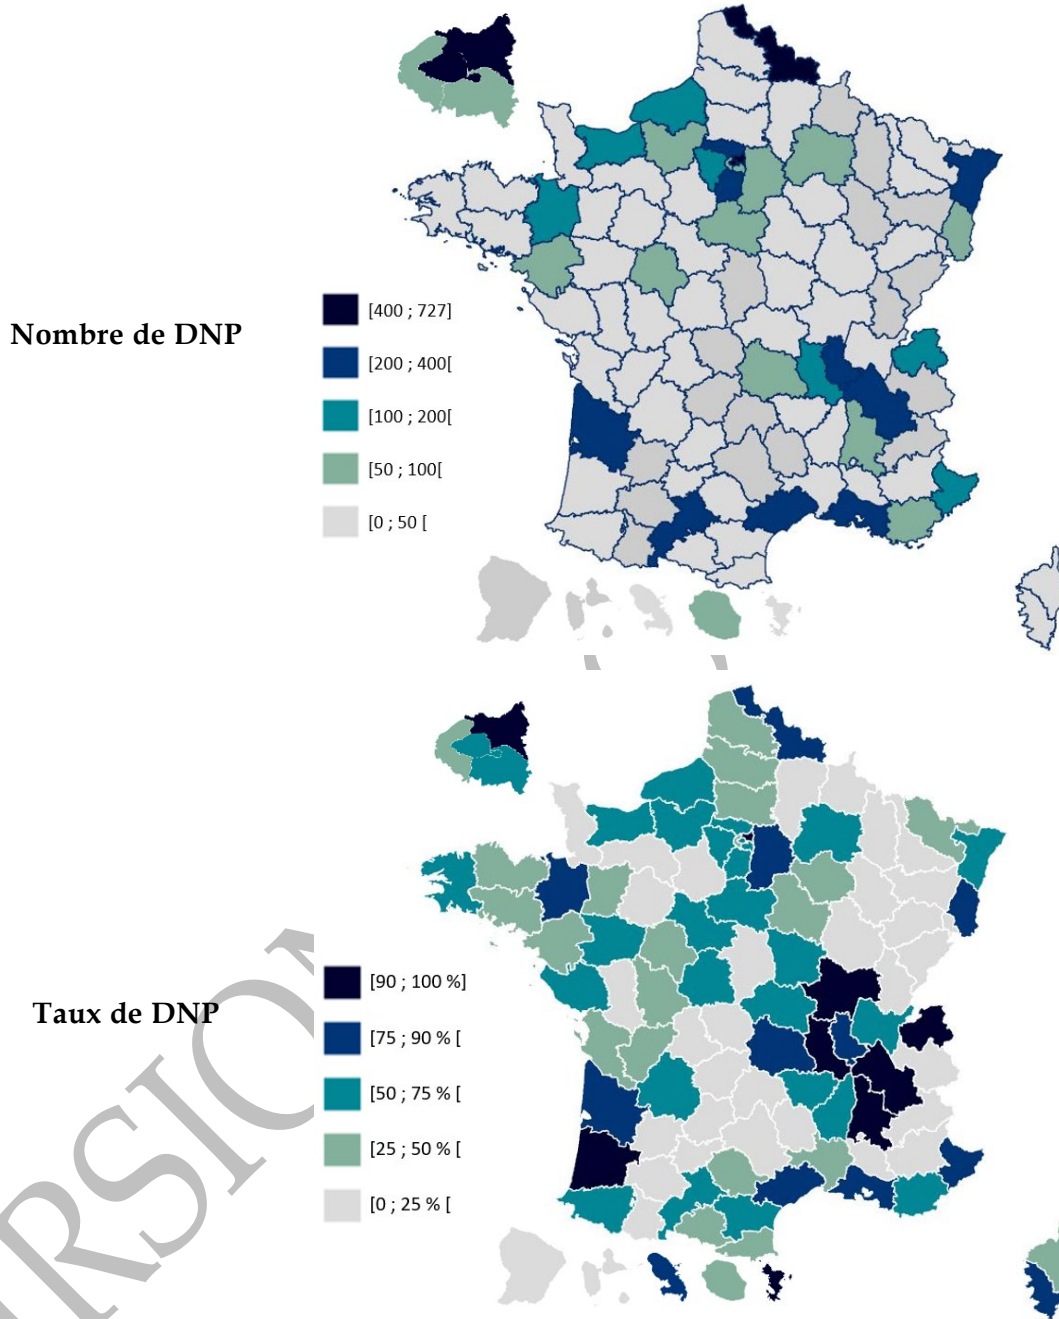 Nombre de DNP
[400 ; 727]
[200 ; 400[
[100 ; 200[
[50 ; 100[
[0 ; 50 [
Taux de DNP
[90 ; 100 %]
[75 ; 90 % [
[50 ; 75 % [
[25 ; 50 % [
[0 ; 25 % [
RSION